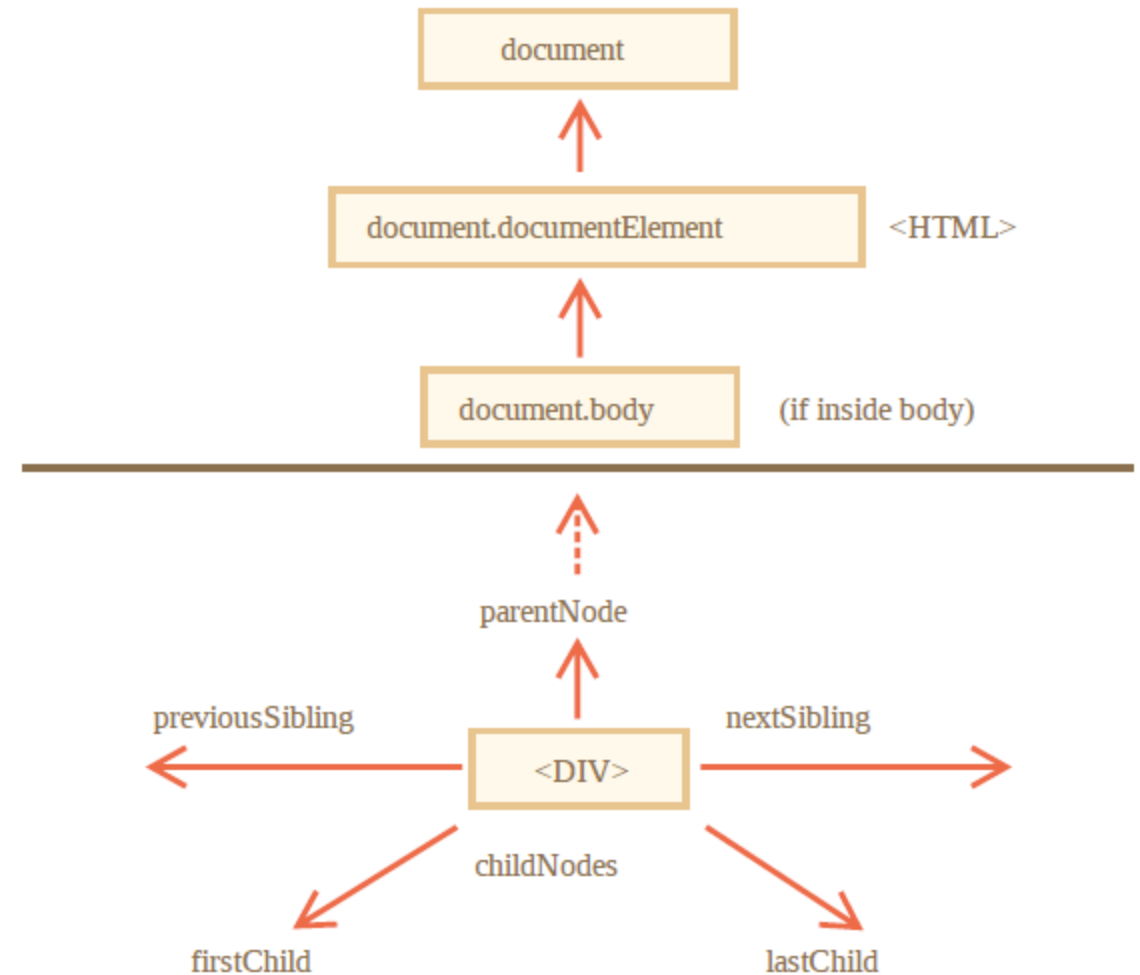 document
document.documentElement
<HTML>
document.body
(if inside body)
parentNode
previousSibling
nextSibling
<DIV>
childNodes
firstChild
lastChild